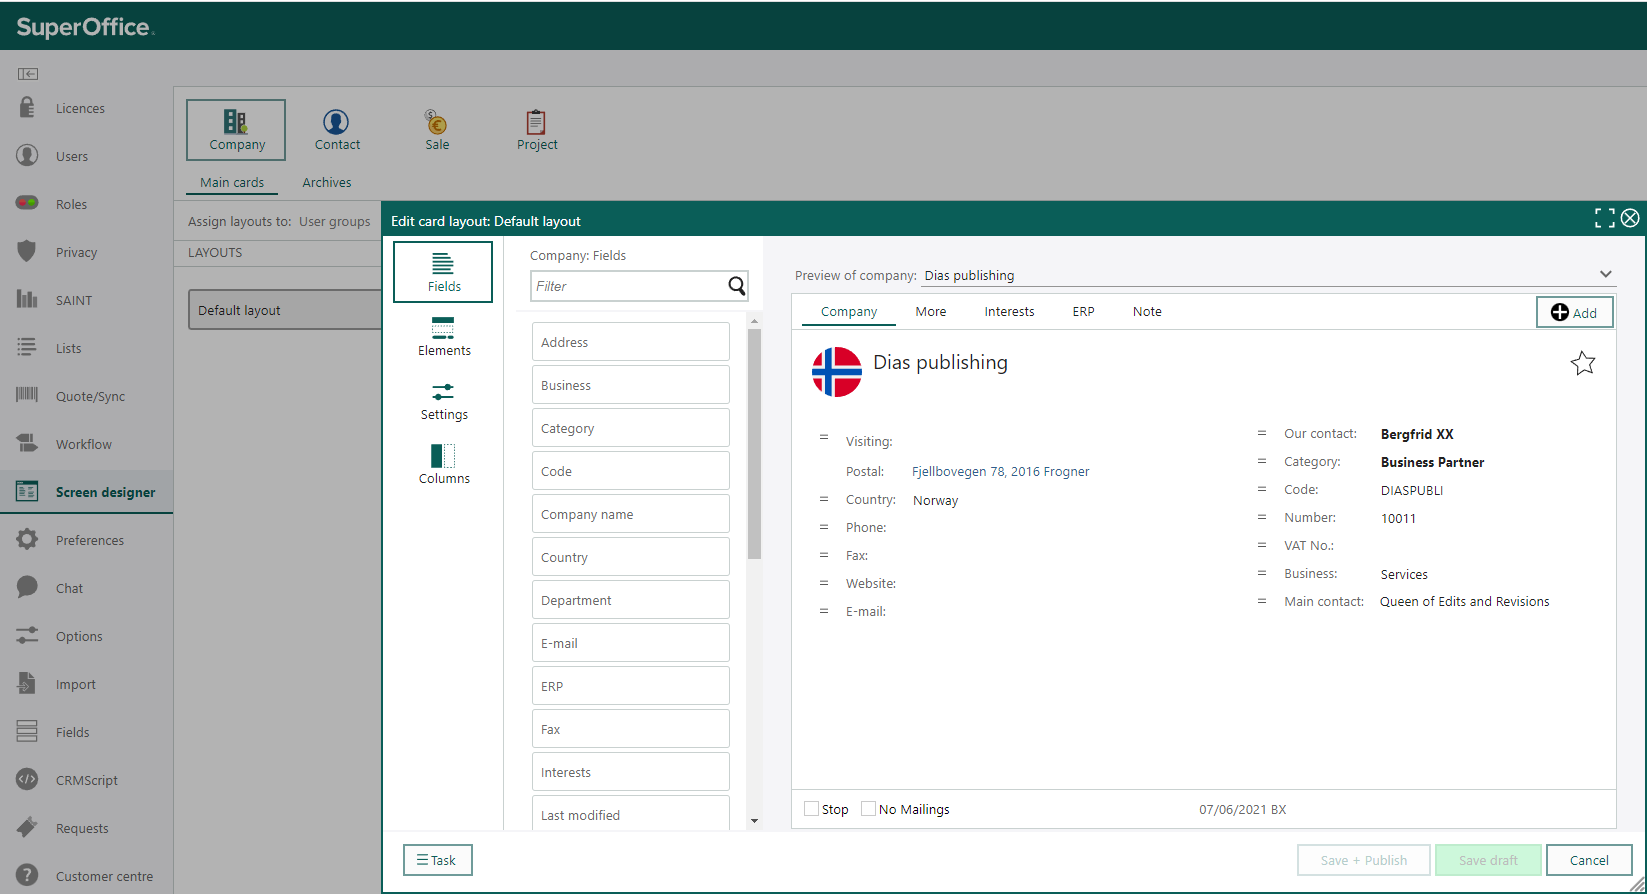 SuperOffice
Licences
Users
Roles
Privacy
SAINT
Lists
Quote/Sync
Workflow
Screen designer
Preferences
Chat
Options
Import
Fields
CRMScript
Requests
Customer centre
Company
Contact
Sale
Project
Main cards
Archives
Assign layouts to: User groups
LAYOUTS
Default layout
Edit card layout: Default layout
Fields
Elements
Settings
Columns
Company: Fields
Filter
Address
Business
Category
Code
Company name
Country
Department
E-mail
ERP
Fax
Interests
Last modified
Preview of company: Dias publishing
Company
More
Interests
ERP
Note
Add
Dias publishing
Visiting:
Postal: Fjellbovegen 78, 2016 Frogner
Country: Norway
Phone:
Fax:
Website:
E-mail:
Our contact: Bergfrid XX
Category: Business Partner
Code: DIASPUBLI
Number: 10011
VAT No.:
Business: Services
Main contact: Queen of Edits and Revisions
Stop
No Mailings
07/06/2021 BX
Task
Save + Publish
Save draft
Cancel